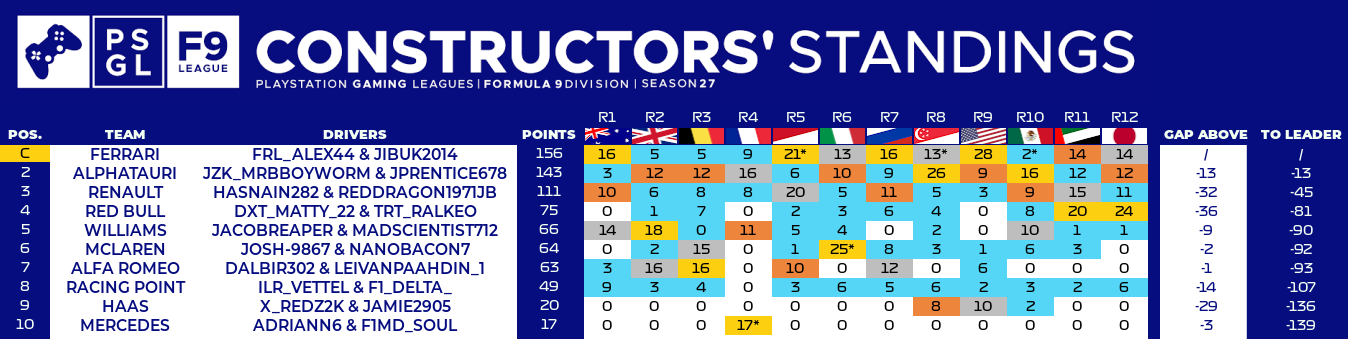 PS
GL
F9
LEAGUE
CONSTRUCTORS' STANDINGS
PLAYSTATION GAMING LEAGUES | FORMULA 9 DIVISION | SEASON 27
R1 R2 R3 R4 R5 R6 R7 R8 R9 R10 R11 R12
POS. TEAM DRIVERS POINTS GAP ABOVE TO LEADER
C FERRARI FRL_ALEX44 & JIBUK2014 156 16 5 5 9 21* 13 16 13* 28 2* 14 14 / /
2 ALPHATAURI JZK_MRBBOYWORM & JPRENTICE678 143 3 12 12 16 6 10 9 26 9 16 12 12 -13 -13
3 RENAULT HASNAIN282 & REDDRAGON1971JB 111 10 6 8 8 20 5 11 5 3 9 15 11 -32 -45
4 RED BULL DXT_MATTY_22 & TRT_RALKEO 75 0 1 7 0 2 3 6 4 0 8 20 24 -36 -81
5 WILLIAMS JACOBREAPER & MADSCIENTIST712 66 14 18 0 11 5 4 0 2 0 10 1 1 -9 -90
6 MCLAREN JOSH-9867 & NANOBACON7 64 0 2 15 0 1 25* 8 3 1 6 3 0 -2 -92
7 ALFA ROMEO DALBIR302 & LEIVANPAAHDIN_1 63 3 16 16 0 10 0 12 0 6 0 0 0 -1 -93
8 RACING POINT ILR_VETTEL & F1_DELTA_ 49 9 3 4 0 3 6 5 6 2 3 2 6 -14 -107
9 HAAS X_REDZ2K & JAMIE2905 20 0 0 0 0 0 0 0 8 10 2 0 0 -29 -136
10 MERCEDES ADRIANN6 & F1MD_SOUL 17 0 0 0 17* 0 0 0 0 0 0 0 0 -3 -139